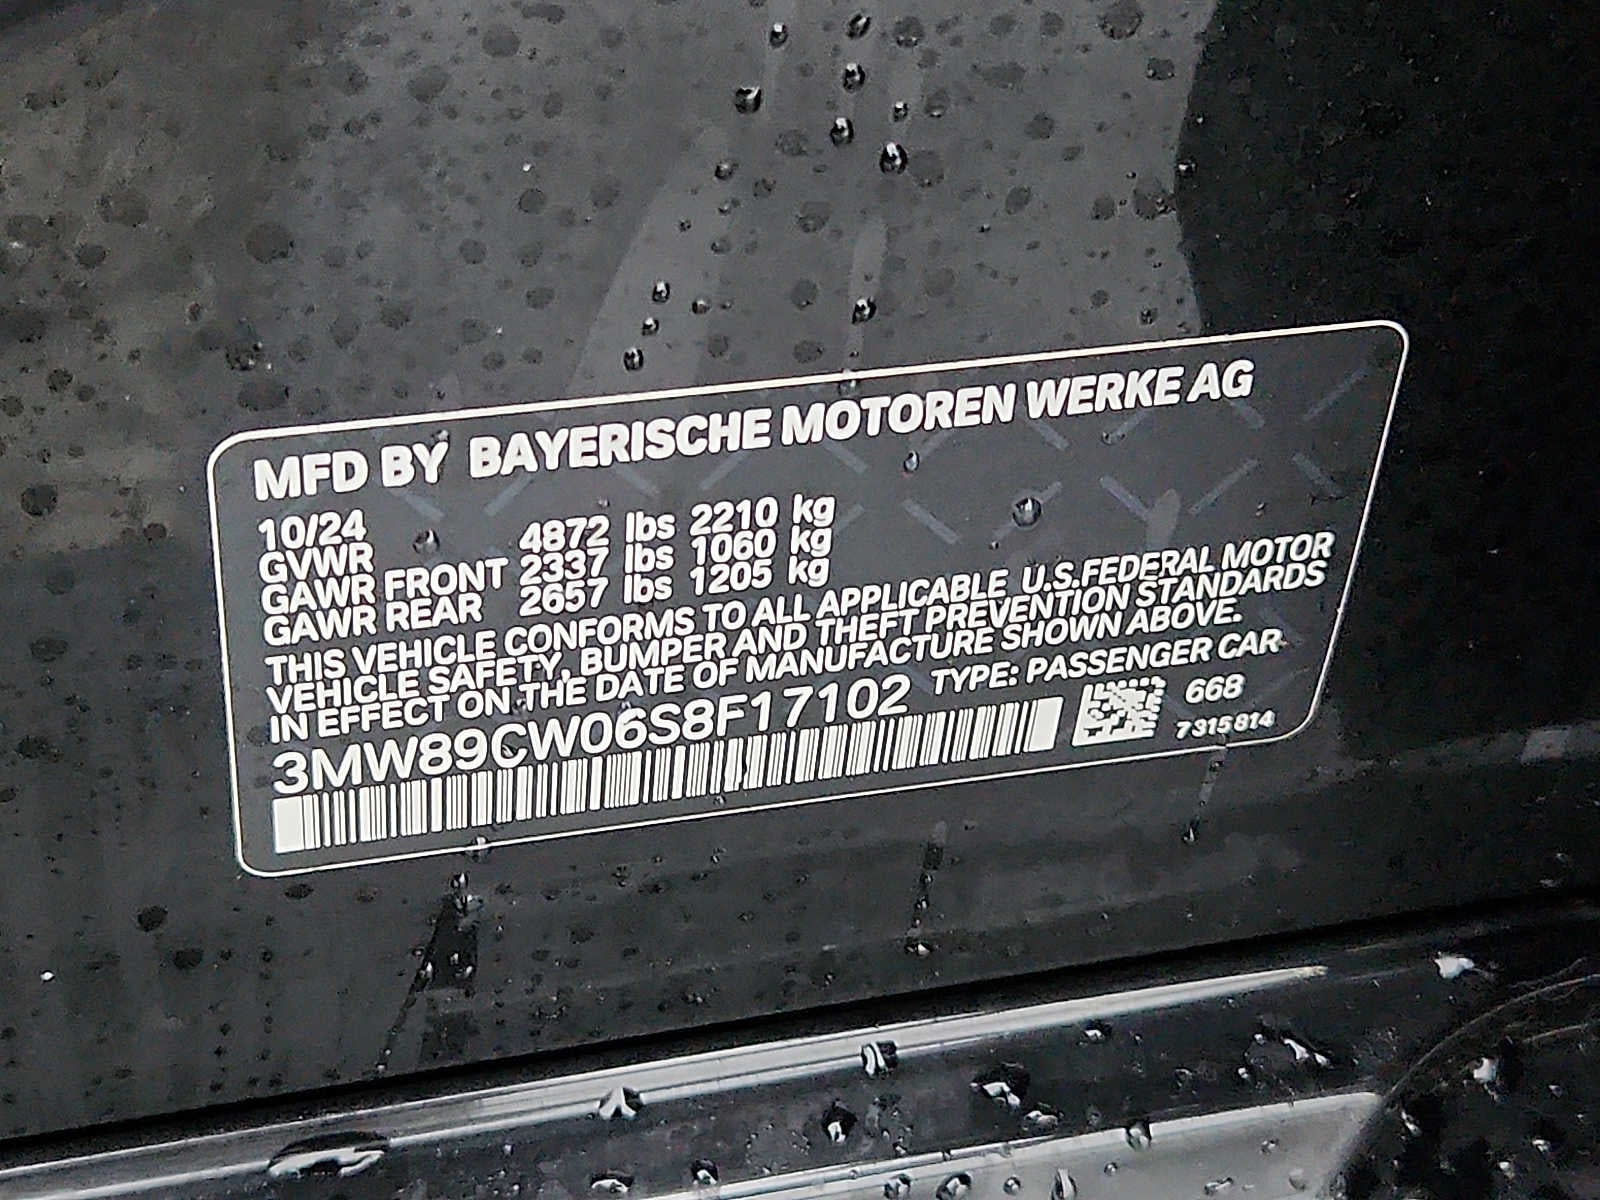 MFD BY BAYERISCHE MOTOREN WERKE AG
10/24
GVWR 4872 lbs 2210 kg
GAWR FRONT 2337 lbs 1060 kg
GAWR REAR 2657 lbs 1205 kg
THIS VEHICLE CONFORMS TO ALL APPLICABLE U.S.FEDERAL MOTOR
VEHICLE SAFETY, BUMPER AND THEFT PREVENTION STANDARDS
IN EFFECT ON THE DATE OF MANUFACTURE SHOWN ABOVE.
3MW89CW06S8F17102 TYPE: PASSENGER CAR
668
7315814